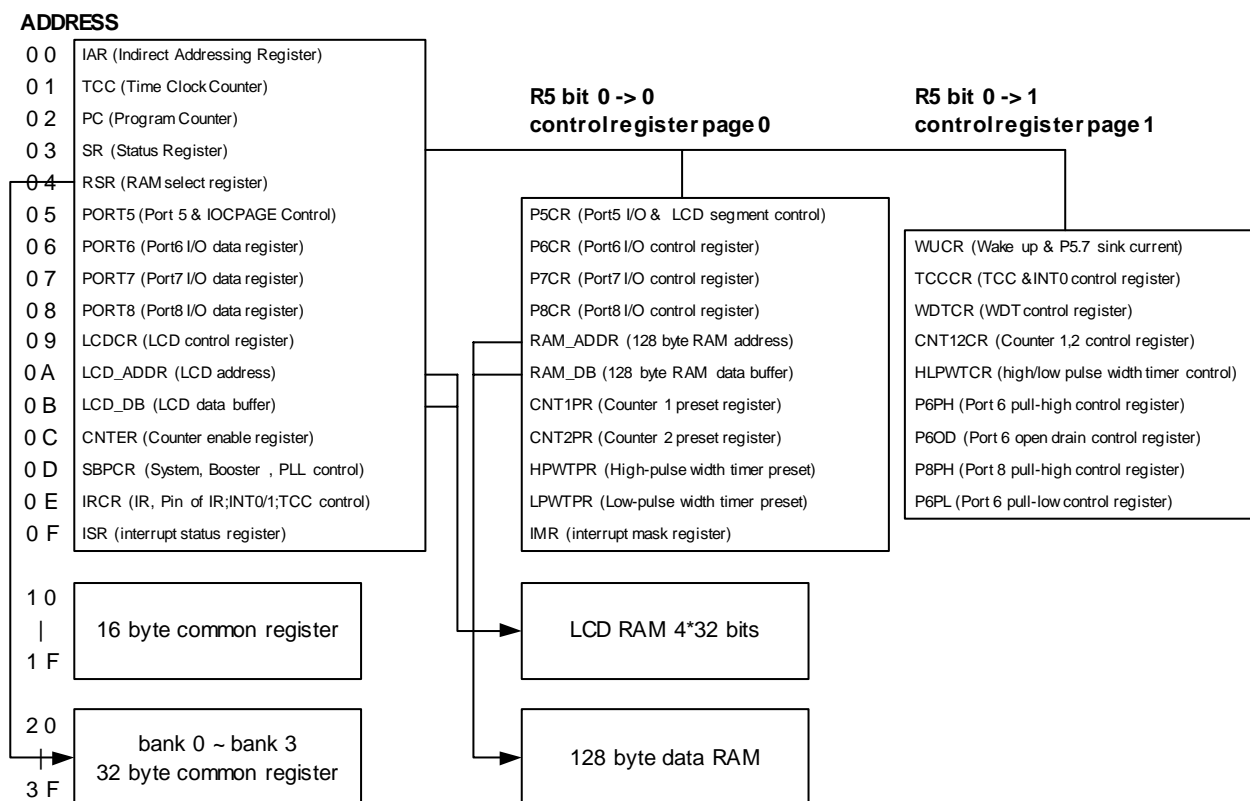 ADDRESS
0 0 IAR (Indirect Addressing Register)
0 1 TCC (Time Clock Counter)
0 2 PC (Program Counter)
0 3 SR (Status Register)
0 4 RSR (RAM select register)
0 5 PORT5 (Port 5 & IOCPAGE Control)
0 6 PORT6 (Port6 I/O data register)
0 7 PORT7 (Port7 I/O data register)
0 8 PORT8 (Port8 I/O data register)
0 9 LCDCR (LCD control register)
0 A LCD_ADDR (LCD address)
0 B LCD_DB (LCD data buffer)
0 C CNTER (Counter enable register)
0 D SBPCR (System, Booster , PLL control)
0 E IRCR (IR, Pin of IR;INT0/1;TCC control)
0 F ISR (interrupt status register)
R5 bit 0 -> 0
control register page 0
P5CR (Port5 I/O & LCD segment control)
P6CR (Port6 I/O control register)
P7CR (Port7 I/O control register)
P8CR (Port8 I/O control register)
RAM_ADDR (128 byte RAM address)
RAM_DB (128 byte RAM data buffer)
CNT1PR (Counter 1 preset register)
CNT2PR (Counter 2 preset register)
HPWTPR (High-pulse width timer preset)
LPWTPR (Low-pulse width timer preset)
IMR (interrupt mask register)
R5 bit 0 -> 1
control register page 1
WUCR (Wake up & P5.7 sink current)
TCCCR (TCC & INT0 control register)
WDTCR (WDT control register)
CNT12CR (Counter 1,2 control register)
HLPWTCR (high/low pulse width timer control)
P6PH (Port 6 pull-high control register)
P6OD (Port 6 open drain control register)
P8PH (Port 8 pull-high control register)
P6PL (Port 6 pull-low control register)
1 0
|
1 F
16 byte common register
LCD RAM 4*32 bits
2 0
|
3 F
bank 0 ~ bank 3
32 byte common register
128 byte data RAM